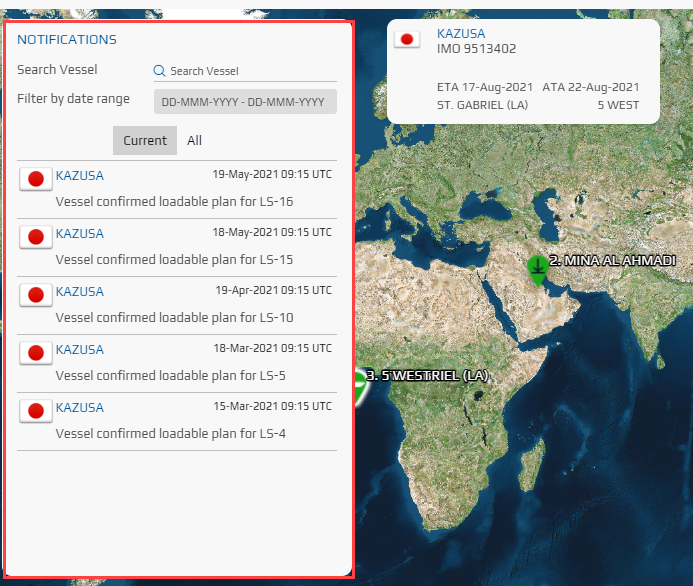 NOTIFICATIONS
Search Vessel
Search Vessel
Filter by date range
DD-MMM-YYYY - DD-MMM-YYYY
Current All
KAZUSA 19-May-2021 09:15 UTC
Vessel confirmed loadable plan for LS-16
KAZUSA 18-May-2021 09:15 UTC
Vessel confirmed loadable plan for LS-15
KAZUSA 19-Apr-2021 09:15 UTC
Vessel confirmed loadable plan for LS-10
KAZUSA 18-Mar-2021 09:15 UTC
Vessel confirmed loadable plan for LS-5
KAZUSA 15-Mar-2021 09:15 UTC
Vessel confirmed loadable plan for LS-4
KAZUSA
IMO 9513402
ETA 17-Aug-2021 ATA 22-Aug-2021
ST. GABRIEL (LA) 5 WEST
2. MINA AL AHMADI
3. 5 WESTRIEL (LA)